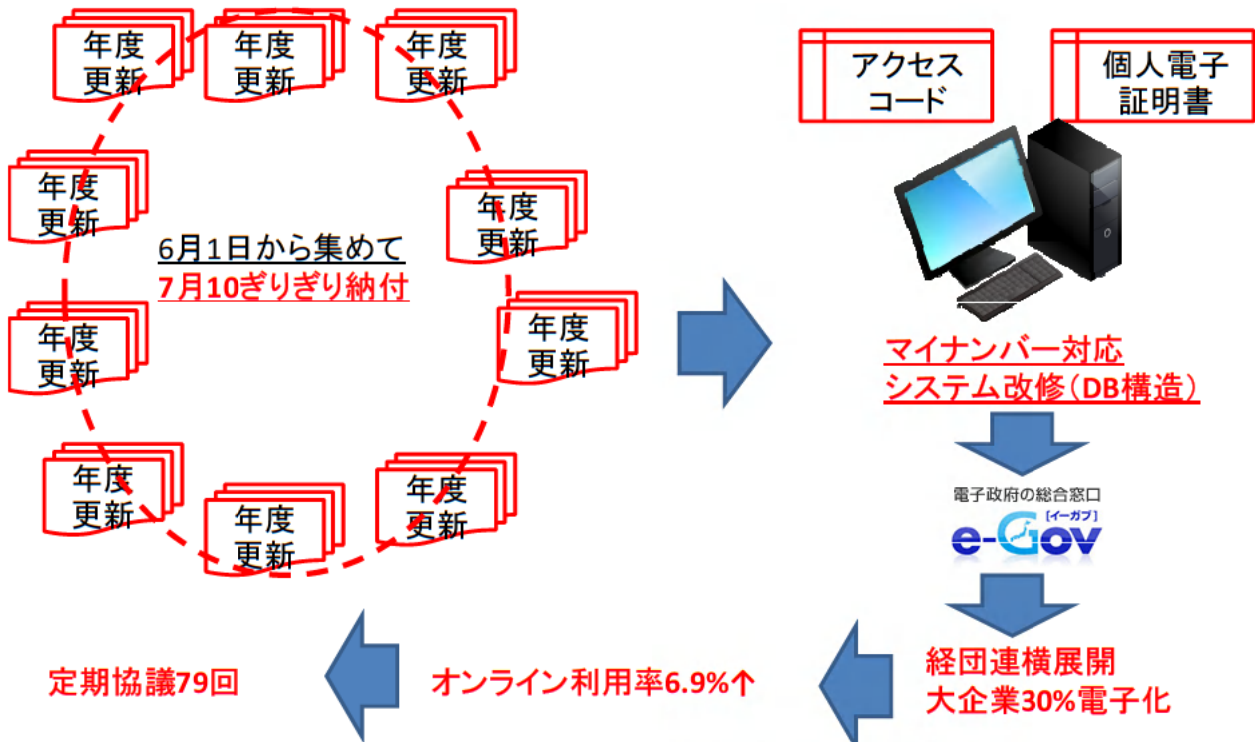 年度
更新
年度
更新
年度
更新
年度
更新
年度
更新
年度
更新
年度
更新
年度
更新
年度
更新
年度
更新
6月1日から集めて
7月10ぎりぎり納付
アクセス
コード
個人電子
証明書
マイナンバー対応
システム改修(DB構造)
電子政府の総合窓口
[イーガブ]
e-Gov
経団連横展開
大企業30%電子化
オンライン利用率6.9%↑
定期協議79回